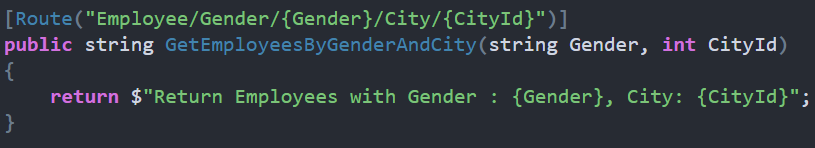 [Route("Employee/Gender/{Gender}/City/{CityId}")]
public string GetEmployeesByGenderAndCity(string Gender, int CityId)
{
    return $"Return Employees with Gender : {Gender}, City: {CityId}";
}